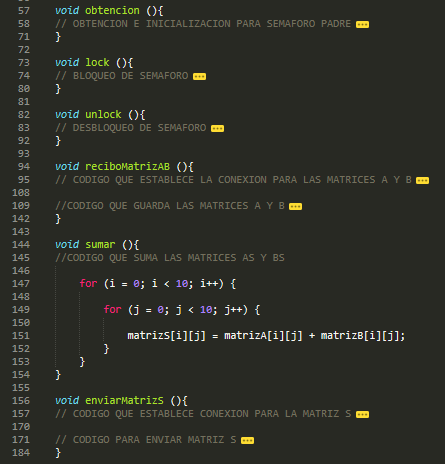 57 void obtencion (){
58 // OBTENCION E INICIALIZACION PARA SEMAFORO PADRE
71 }
72
73 void lock (){
74 // BLOQUEO DE SEMAFORO
80 }
81
82 void unlock (){
83 // DESBLOQUEO DE SEMAFORO
92 }
93
94 void reciboMatrizAB (){
95 // CODIGO QUE ESTABLECE LA CONEXION PARA LAS MATRICES A Y B
108
109 //CODIGO QUE GUARDA LAS MATRICES A Y B
142 }
143
144 void sumar (){
145 //CODIGO QUE SUMA LAS MATRICES AS Y BS
146
147 for (i = 0; i < 10; i++) {
148
149 for (j = 0; j < 10; j++) {
150
151 matrizS[i][j] = matrizA[i][j] + matrizB[i][j];
152 }
153 }
154 }
155
156 void enviarMatrizS (){
157 // CODIGO QUE ESTABLECE CONEXION PARA LA MATRIZ S
170
171 // CODIGO PARA ENVIAR MATRIZ S
184 }